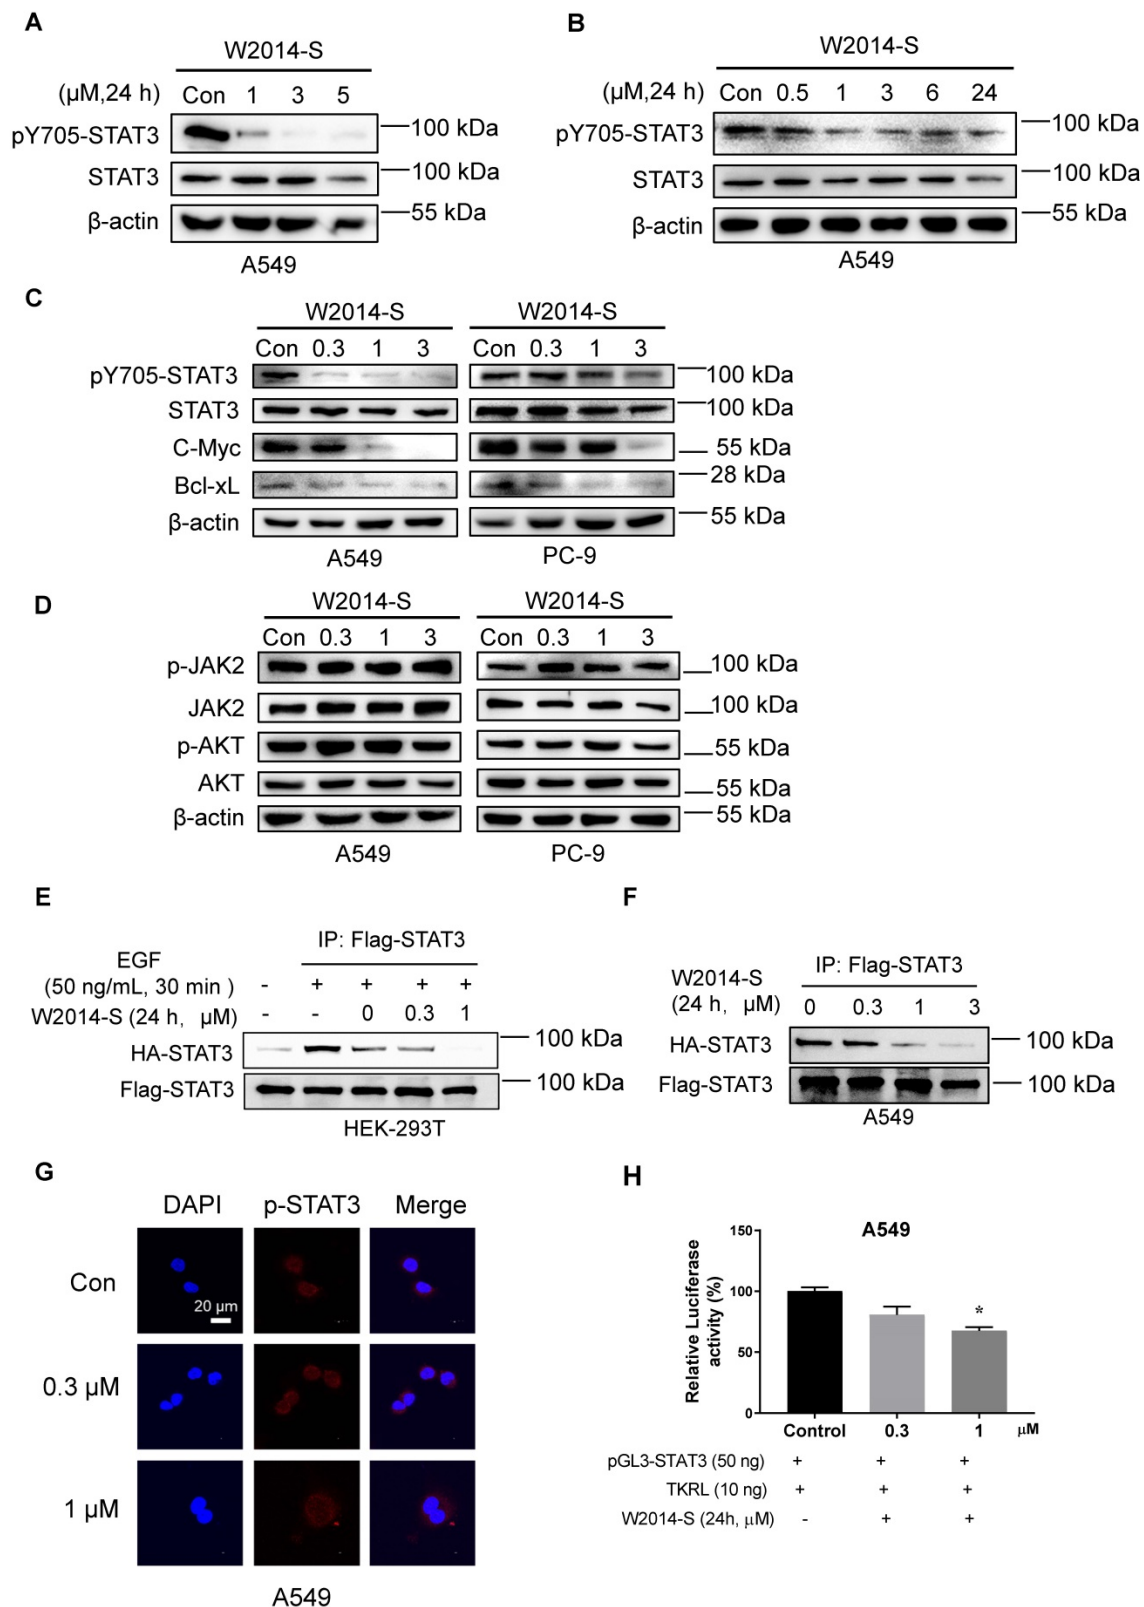 A
W2014-S
(μM,24 h) Con 1 3 5
pY705-STAT3 100 kDa
STAT3 100 kDa
β-actin 55 kDa
A549
B
W2014-S
(μM,24 h) Con 0.5 1 3 6 24
pY705-STAT3 100 kDa
STAT3 100 kDa
β-actin 55 kDa
A549
C
W2014-S W2014-S
Con 0.3 1 3 Con 0.3 1 3
pY705-STAT3 100 kDa
STAT3 100 kDa
C-Myc 55 kDa
Bcl-xL 28 kDa
β-actin 55 kDa
A549 PC-9
D
W2014-S W2014-S
Con 0.3 1 3 Con 0.3 1 3
p-JAK2 100 kDa
JAK2 100 kDa
p-AKT 55 kDa
AKT 55 kDa
β-actin 55 kDa
A549 PC-9
E
IP: Flag-STAT3
EGF
(50 ng/mL, 30 min ) - + + + +
W2014-S (24 h, μM) - - 0 0.3 1
HA-STAT3 100 kDa
Flag-STAT3 100 kDa
HEK-293T
F
IP: Flag-STAT3
W2014-S
(24 h, μM) 0 0.3 1 3
HA-STAT3 100 kDa
Flag-STAT3 100 kDa
A549
G
DAPI p-STAT3 Merge
Con
20 μm
0.3 μM
1 μM
A549
H
A549
Relative Luciferase
activity (%)
150
100
50
0
*
Control 0.3 1 μM
pGL3-STAT3 (50 ng) + + +
TKRL (10 ng) + + +
W2014-S (24h, μM) - + +